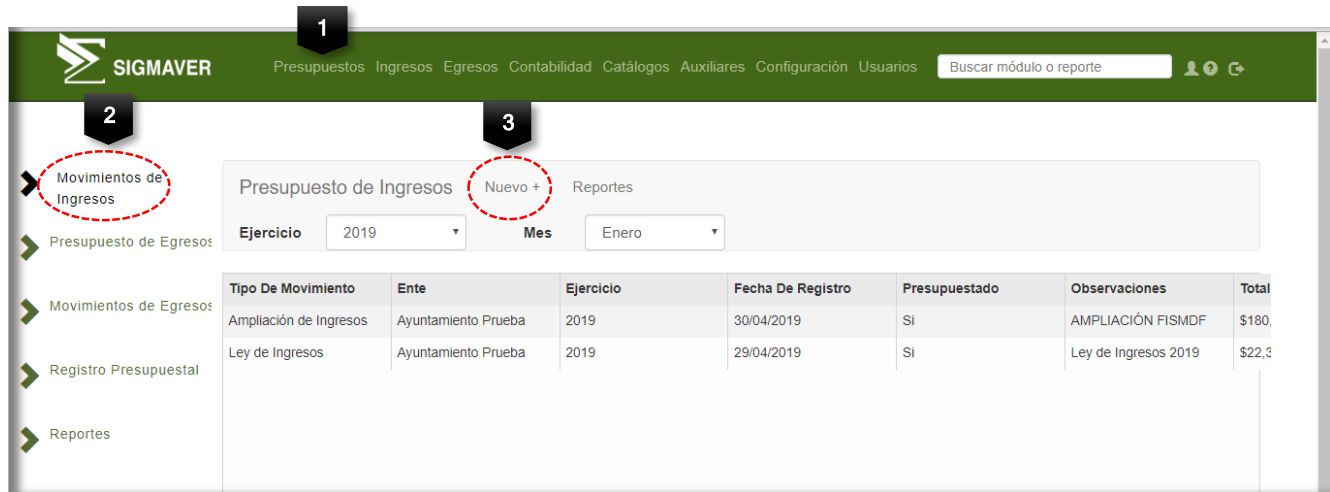 1
SIGMAVER
Presupuestos Ingresos Egresos Contabilidad Catálogos Auxiliares Configuración Usuarios Buscar módulo o reporte
2
3
Movimientos de
Ingresos
Presupuesto de Egresos
Movimientos de Egresos
Registro Presupuestal
Reportes
Presupuesto de Ingresos Nuevo + Reportes
Ejercicio 2019 Mes Enero
Tipo De Movimiento Ente Ejercicio Fecha De Registro Presupuestado Observaciones Total
Ampliación de Ingresos Ayuntamiento Prueba 2019 30/04/2019 Si AMPLIACIÓN FISMDF $180,
Ley de Ingresos Ayuntamiento Prueba 2019 29/04/2019 Si Ley de Ingresos 2019 $22,3